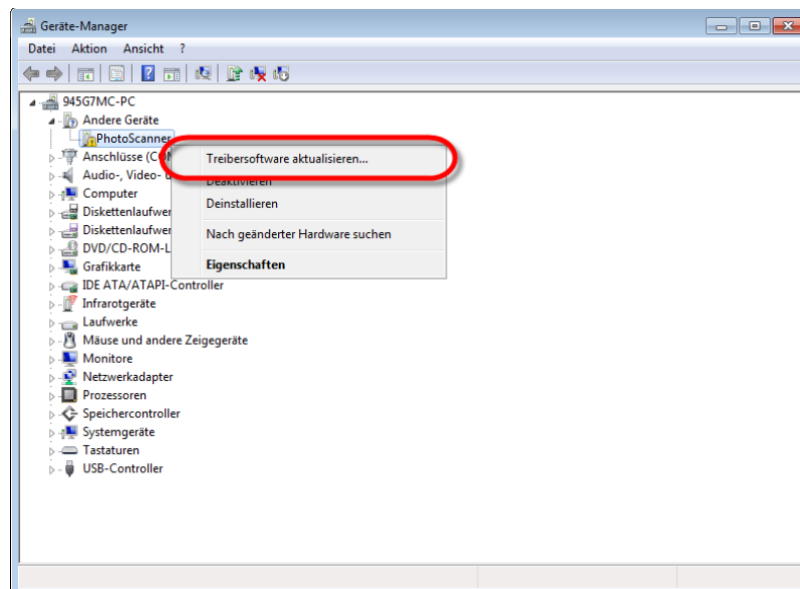 Geräte-Manager
Datei Aktion Ansicht ?
945G7MC-PC
Andere Geräte
PhotoScanner
Treibersoftware aktualisieren...
Anschlüsse (CO
Deaktivieren
Audio-, Video-
Computer
Deinstallieren
Diskettenlaufwer
Diskettenlaufwer
Nach geänderter Hardware suchen
DVD/CD-ROM-L
Grafikkarte
Eigenschaften
IDE ATA/ATAPI-Controller
Infrarotgeräte
Laufwerke
Mäuse und andere Zeigegeräte
Monitore
Netzwerkadapter
Prozessoren
Speichercontroller
Systemgeräte
Tastaturen
USB-Controller